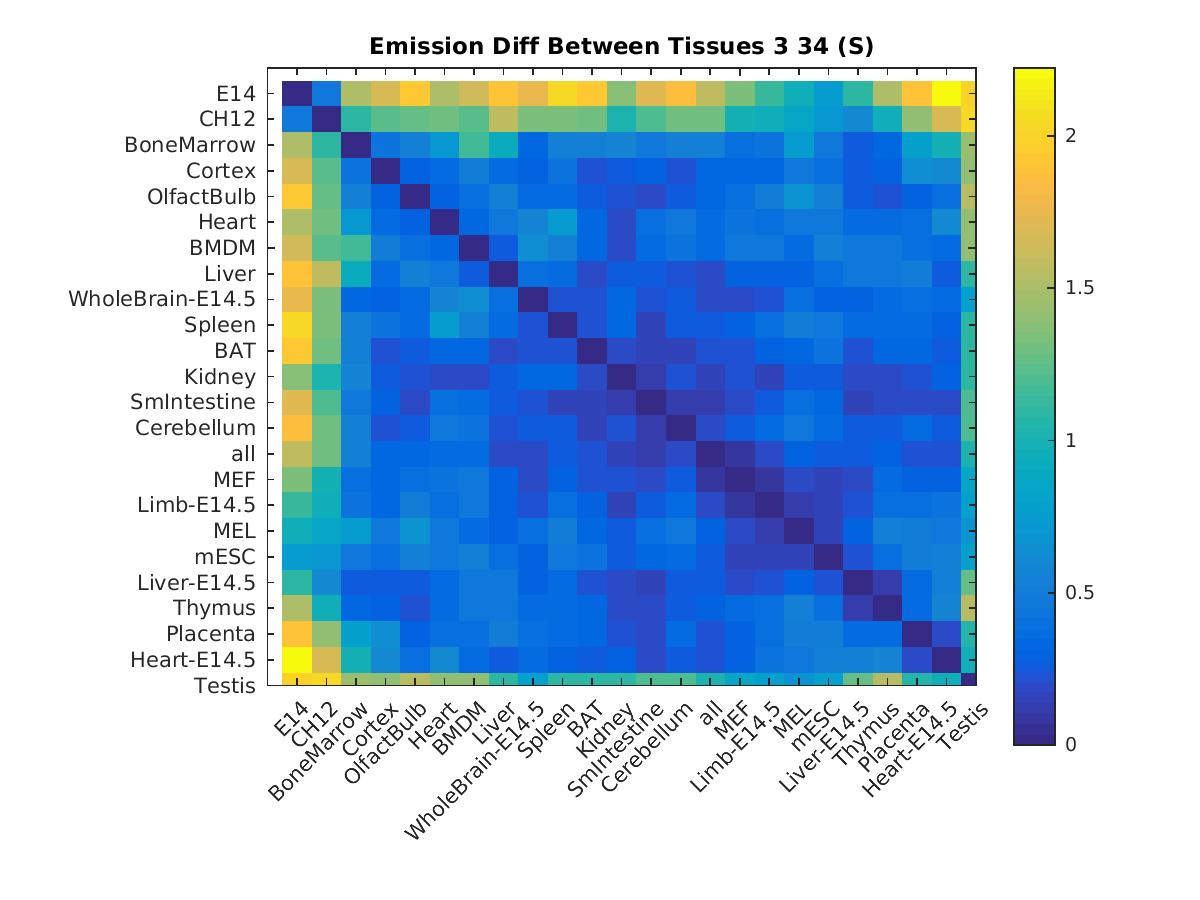 Emission Diff Between Tissues 3 34 (S)
E14
CH12
BoneMarrow
Cortex
OlfactBulb
Heart
BMDM
Liver
WholeBrain-E14.5
Spleen
BAT
Kidney
SmIntestine
Cerebellum
all
MEF
Limb-E14.5
MEL
mESC
Liver-E14.5
Thymus
Placenta
Heart-E14.5
Testis
E14
CH12
BoneMarrow
Cortex
OlfactBulb
Heart
BMDM
Liver
WholeBrain-E14.5
Spleen
BAT
Kidney
SmIntestine
Cerebellum
all
MEF
Limb-E14.5
MEL
mESC
Liver-E14.5
Thymus
Placenta
Heart-E14.5
Testis
2
1.5
1
0.5
0